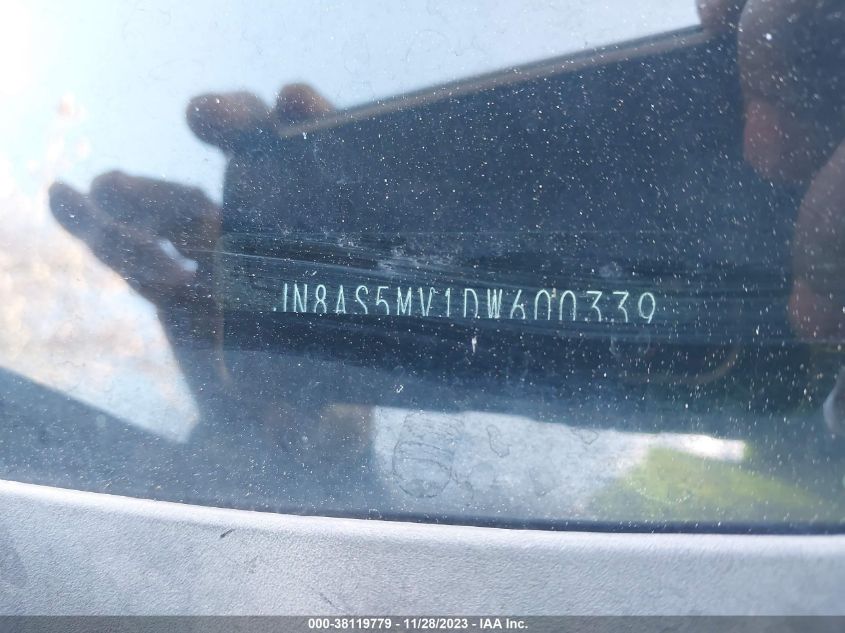 JN8AS5MV1DW600339
000-38119779 - 11/28/2023 - IAA Inc.